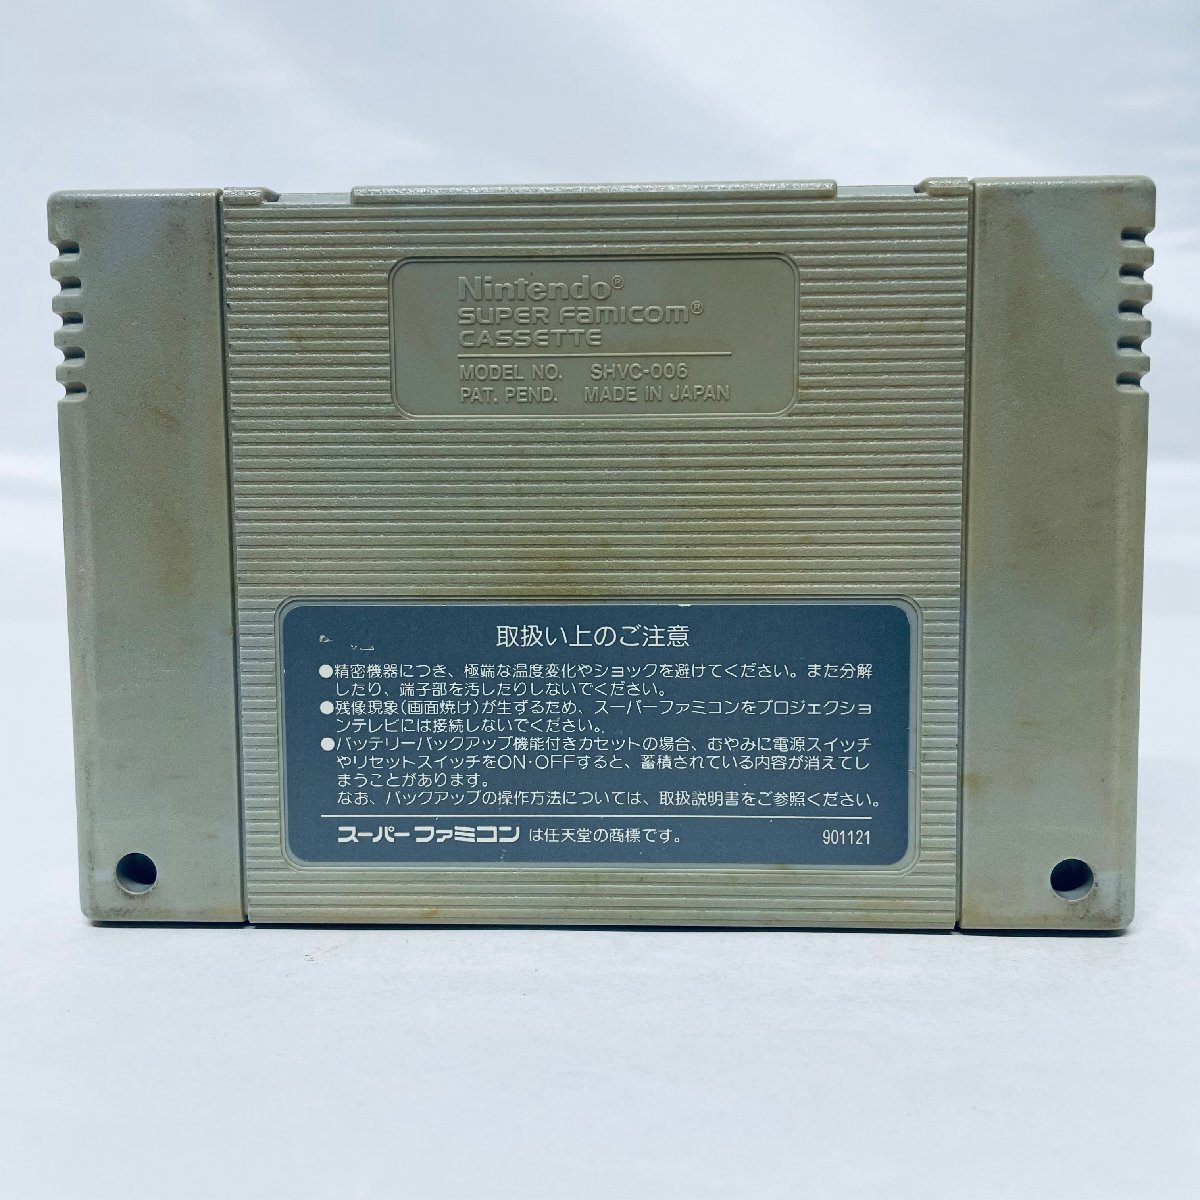 Nintendo®
SUPER FAMICOM®
CASSETTE
MODEL NO. SHVC-006
PAT. PEND. MADE IN JAPAN
取扱い上のご注意
●精密機器につき、極端な温度変化やショックを避けてください。また分解
したり、端子部を汚したりしないでください。
●残像現象(画面焼け)が生ずるため、スーパーファミコンをプロジェクショ
ンテレビには接続しないでください。
●バッテリーバックアップ機能付きカセットの場合、むやみに電源スイッチ
やリセットスイッチをON・OFFすると、蓄積されている内容が消えてし
まうことがあります。
なお、バックアップの操作方法については、取扱説明書をご参照ください。
スーパーファミコン は任天堂の商標です。 901121